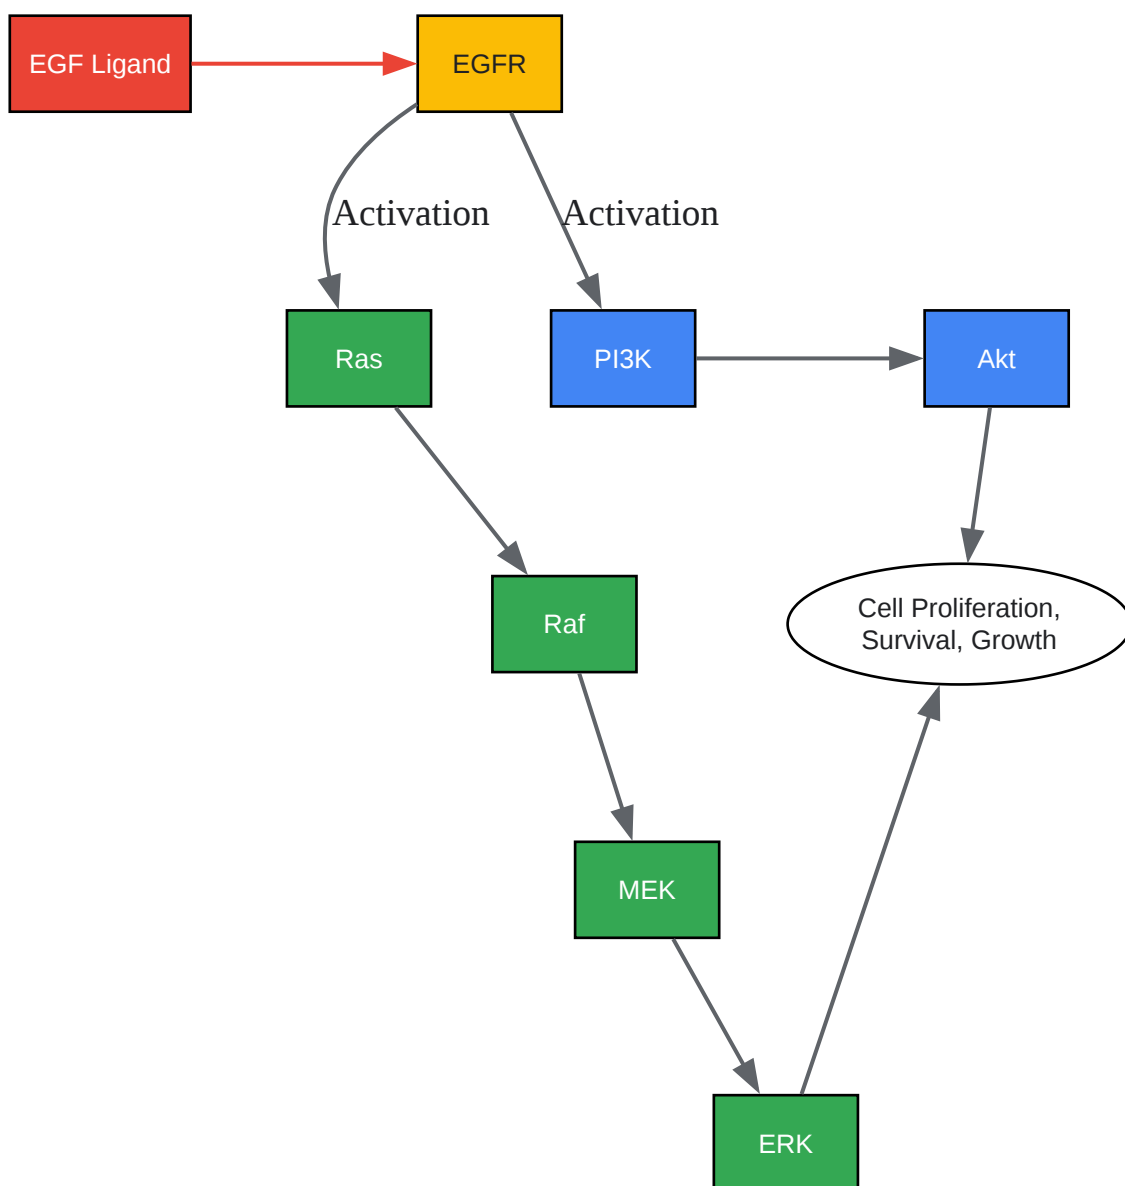 EGF Ligand
EGFR
Activation
Activation
Ras
PI3K
Akt
Raf
Cell Proliferation,
Survival, Growth
MEK
ERK